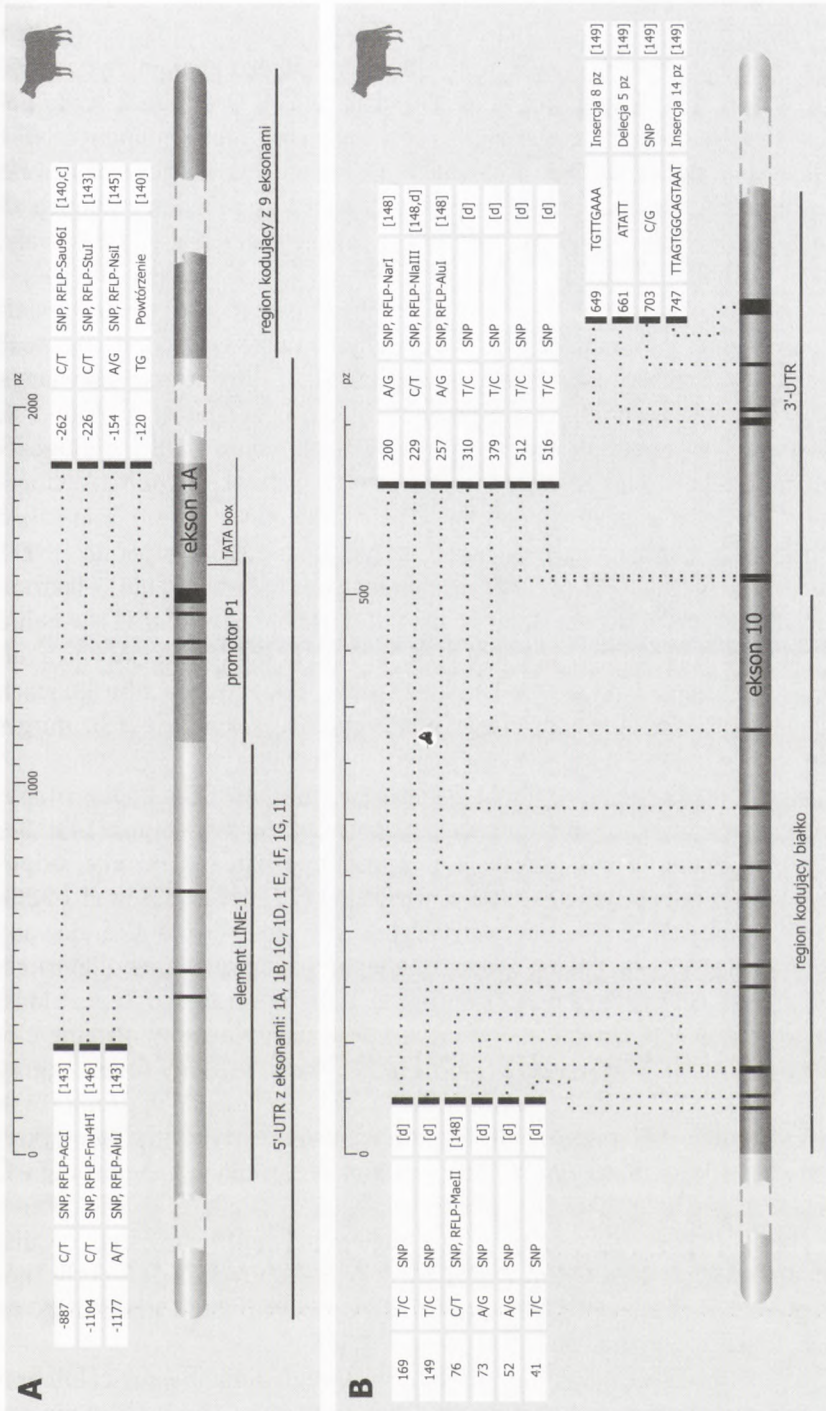 A
0
1000
2000
pz
-887 C/T SNP, RFLP-AccI [143]
-1104 C/T SNP, RFLP-Fnu4HI [146]
-1177 A/T SNP, RFLP-AluI [143]
-262 C/T SNP, RFLP-Sau96I [140,c]
-226 C/T SNP, RFLP-StuI [143]
-154 A/G SNP, RFLP-NsiI [145]
-120 TG Powtórzenie [140]
ekson 1A
TATA box
element LINE-1
promotor P1
region kodujący z 9 eksonami
5'-UTR z eksonami: 1A, 1B, 1C, 1D, 1 E, 1F, 1G, 1I
B
0
500
pz
169 T/C SNP [d]
149 T/C SNP [d]
76 C/T SNP, RFLP-MaeII [148]
73 A/G SNP [d]
52 A/G SNP [d]
41 T/C SNP [d]
200 A/G SNP, RFLP-NarI [148]
229 C/T SNP, RFLP-NlaIII [148,d]
257 A/G SNP, RFLP-AluI [148]
310 T/C SNP [d]
379 T/C SNP [d]
512 T/C SNP [d]
516 T/C SNP [d]
649 TGTTGAAA Insercja 8 pz [149]
661 ATATT Delecja 5 pz [149]
703 C/G SNP [149]
747 TTAGTGGCAGTAAT Insercja 14 pz [149]
ekson 10
region kodujący białko
3'-UTR